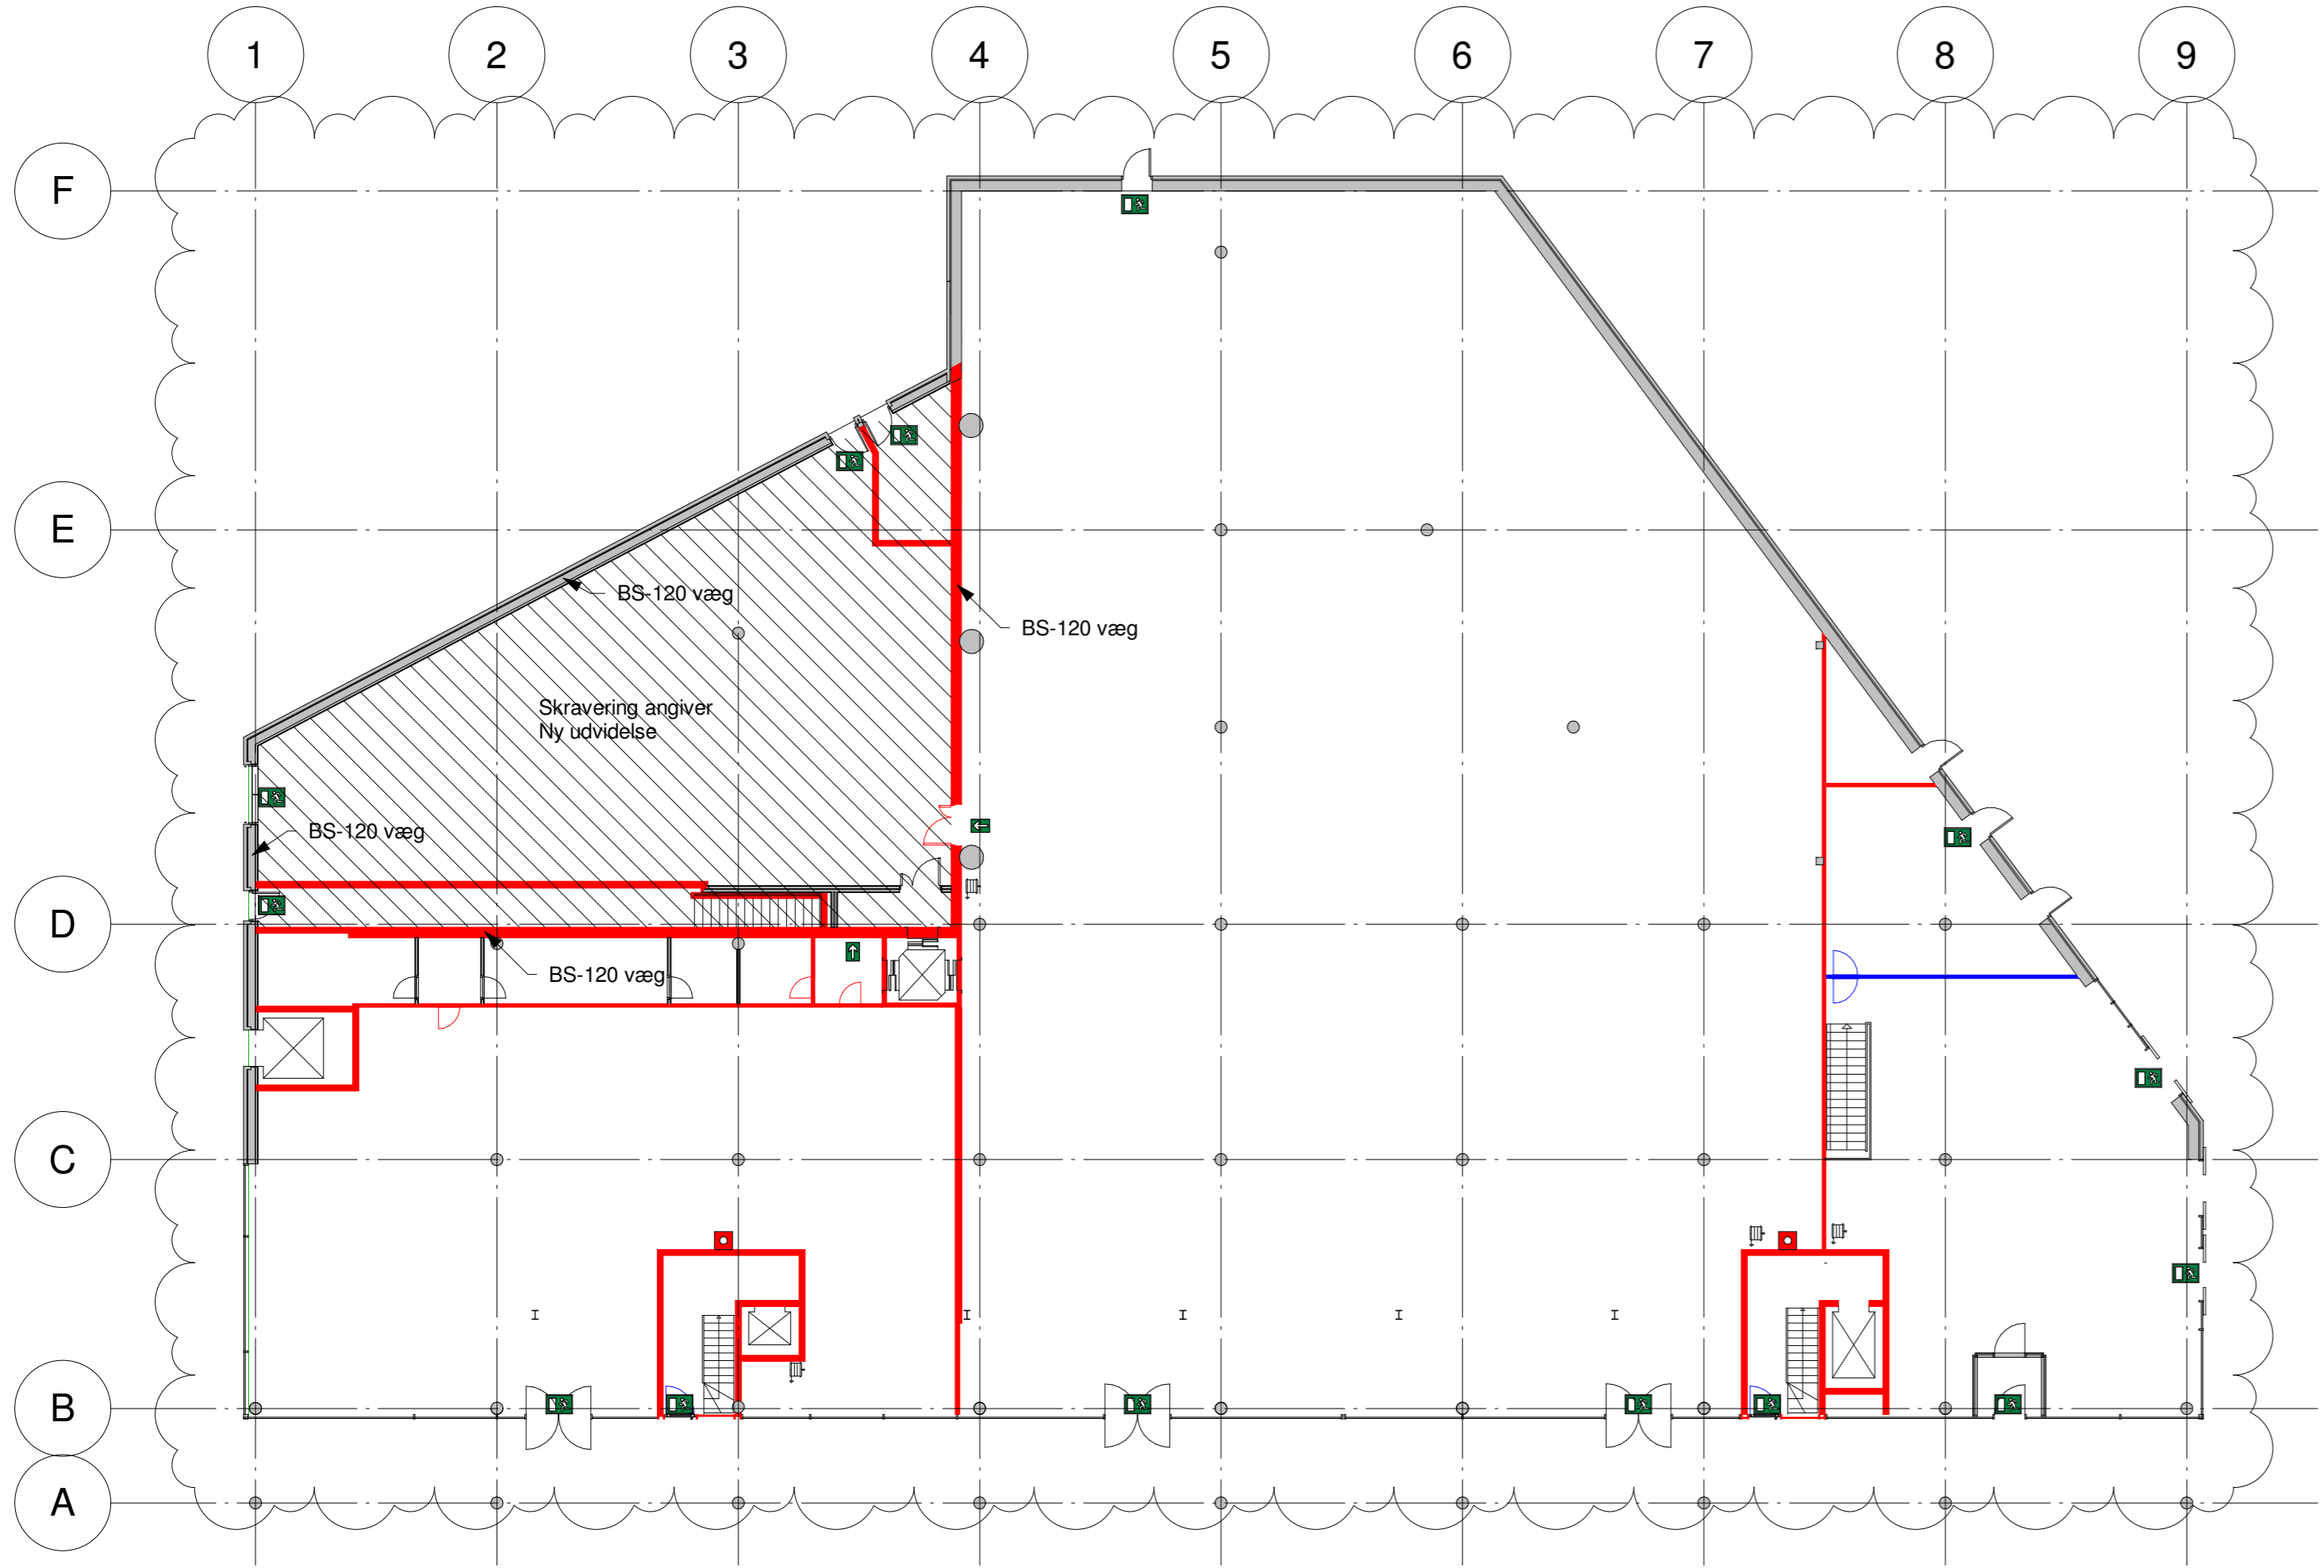 1 2 3 4 5 6 7 8 9
F
E
BS-120 væg
BS-120 væg
Skravering angiver
Ny udvidelse
BS-120 væg
D
BS-120 væg
C
B
A